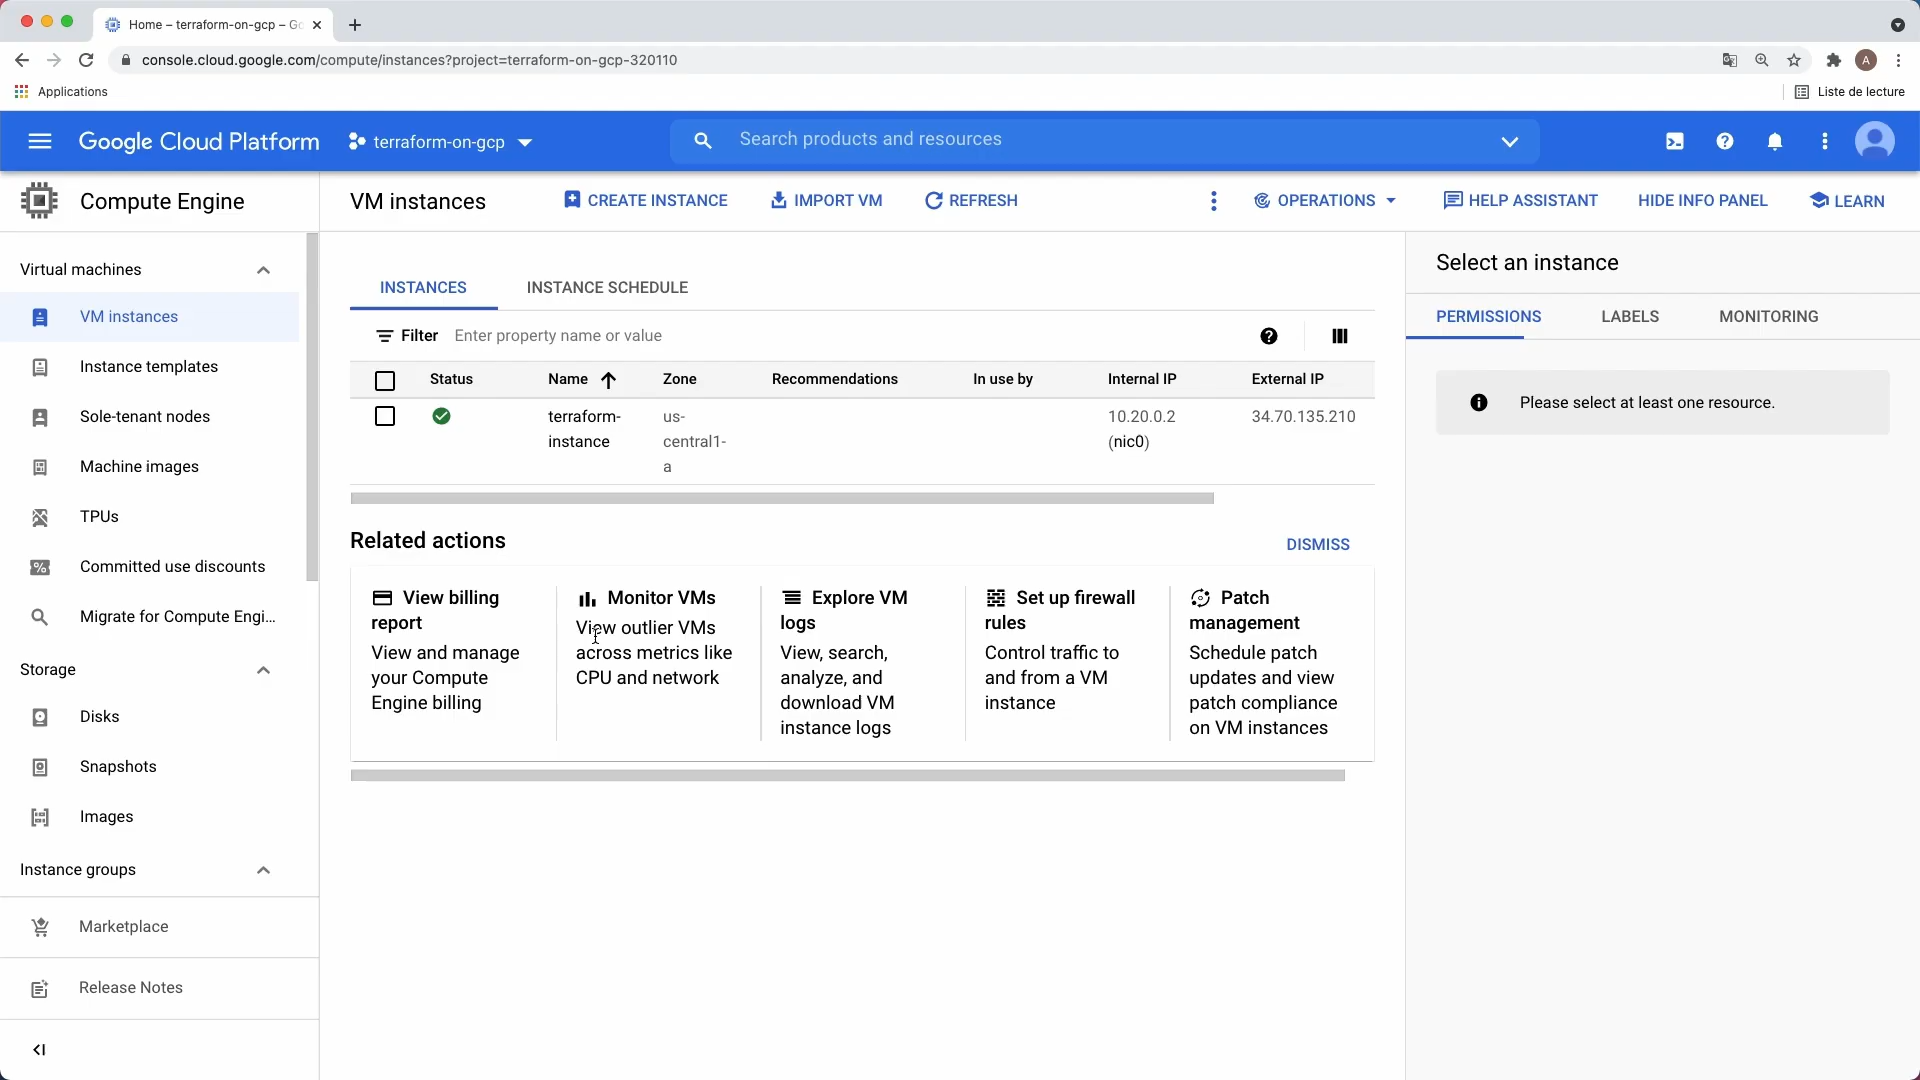 Home – terraform-on-gcp – Go
console.cloud.google.com/compute/instances?project=terraform-on-gcp-320110
A
Applications
Liste de lecture
Google Cloud Platform
terraform-on-gcp
Search products and resources
Compute Engine
VM instances
CREATE INSTANCE
IMPORT VM
REFRESH
OPERATIONS
HELP ASSISTANT
HIDE INFO PANEL
LEARN
Virtual machines
VM instances
Instance templates
Sole-tenant nodes
Machine images
TPUs
Committed use discounts
Migrate for Compute Engi...
Storage
Disks
Snapshots
Images
Instance groups
Marketplace
Release Notes
INSTANCES
INSTANCE SCHEDULE
Filter
Enter property name or value
Status
Name
Zone
Recommendations
In use by
Internal IP
External IP
terraform-
instance
us-
central1-
a
10.20.0.2
(nic0)
34.70.135.210
Related actions
DISMISS
View billing
report
View and manage
your Compute
Engine billing
Monitor VMs
View outlier VMs
across metrics like
CPU and network
Explore VM
logs
View, search,
analyze, and
download VM
instance logs
Set up firewall
rules
Control traffic to
and from a VM
instance
Patch
management
Schedule patch
updates and view
patch compliance
on VM instances
Select an instance
PERMISSIONS
LABELS
MONITORING
Please select at least one resource.